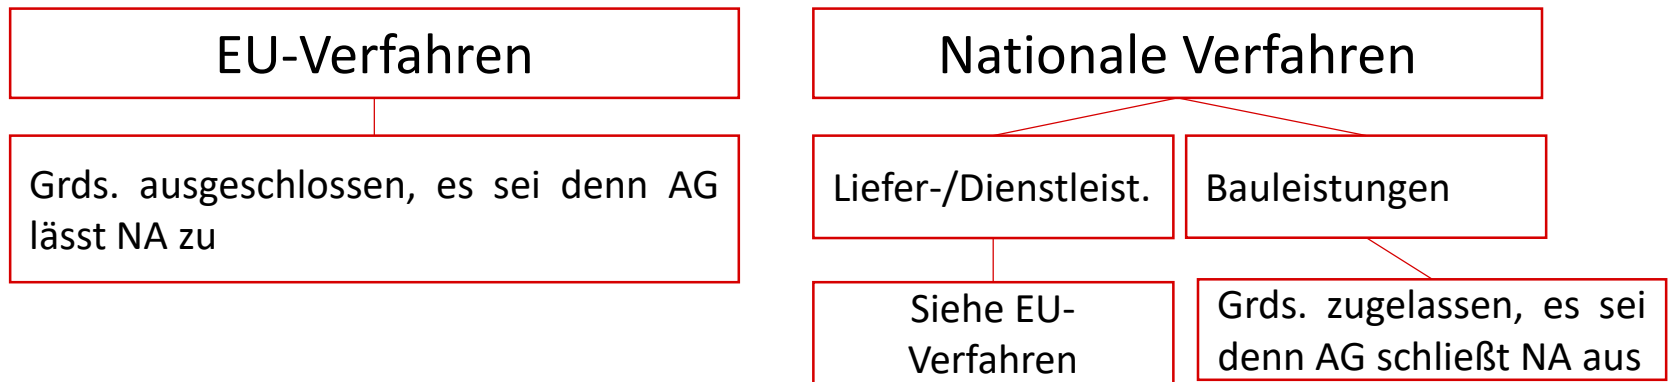 EU-Verfahren
Grds. ausgeschlossen, es sei denn AG
lässt NA zu
Nationale Verfahren
Liefer-/Dienstleist.
Bauleistungen
Siehe EU-
Verfahren
Grds. zugelassen, es sei
denn AG schließt NA aus